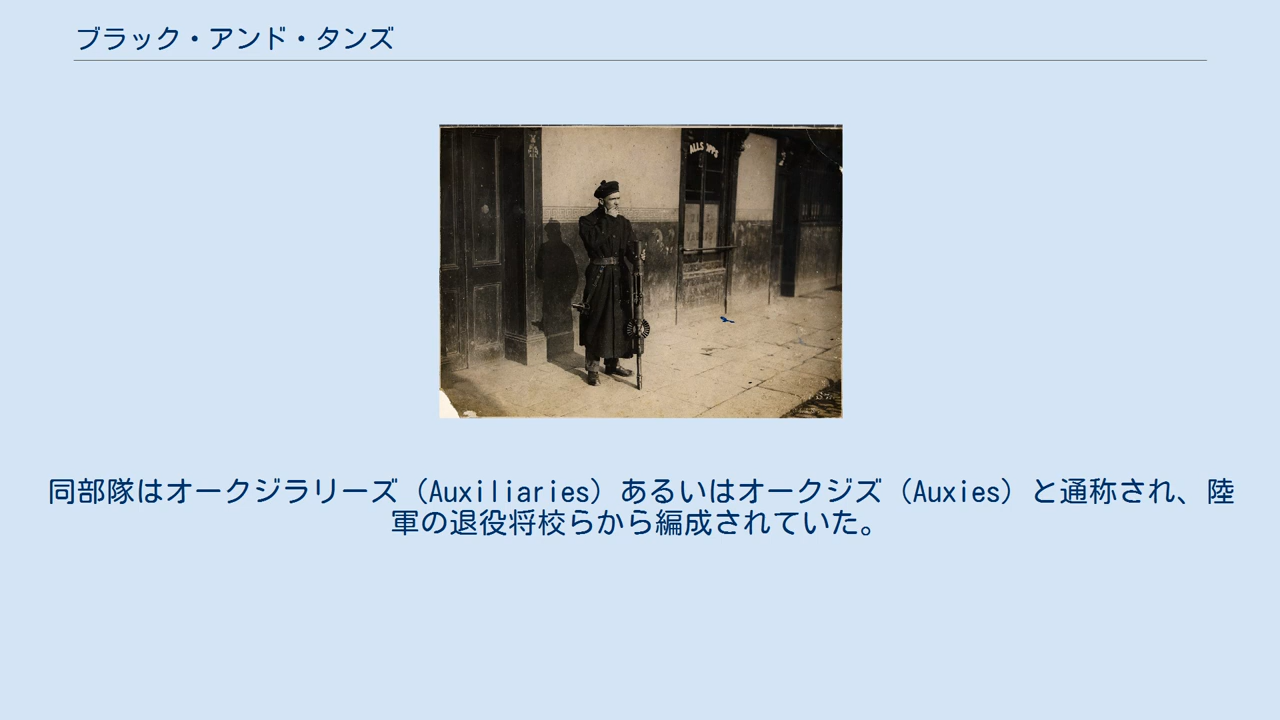 ブラック・アンド・タンズ
同部隊はオークジラリーズ（Auxiliaries）あるいはオークジズ（Auxies）と通称され、陸
軍の退役将校らから編成されていた。